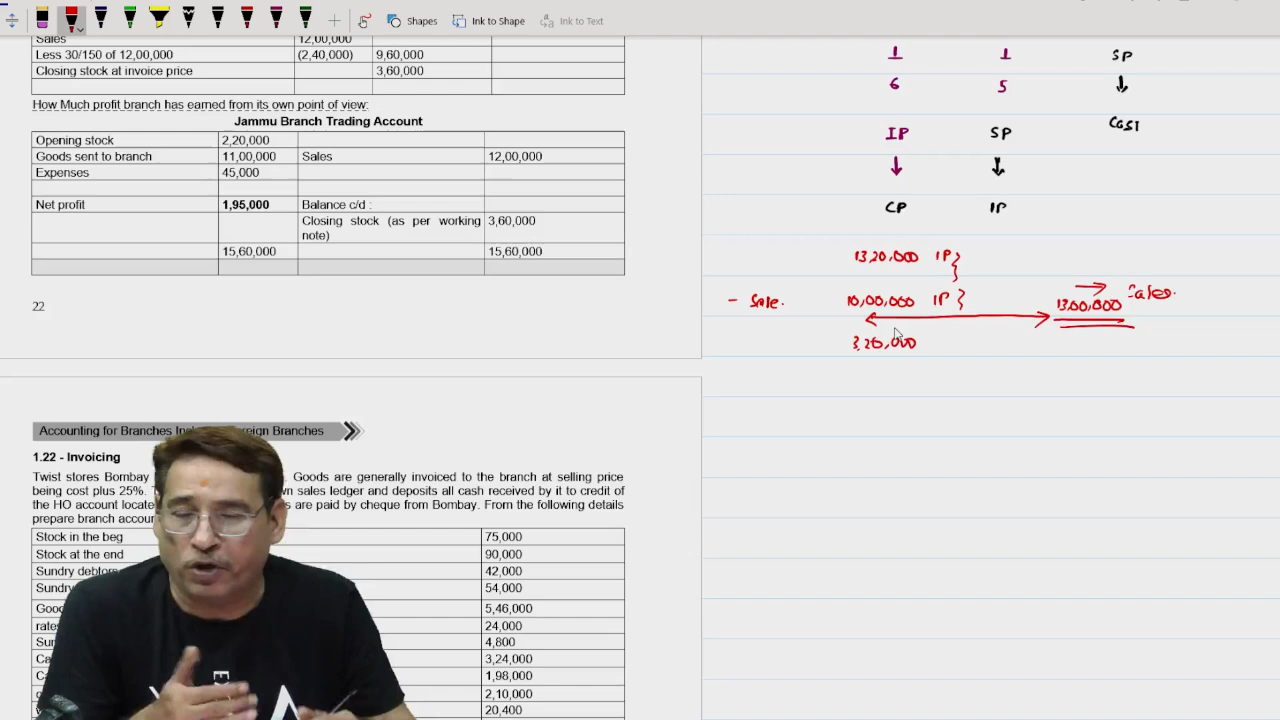 Shapes Ink to Shape Ink to Text
Sales 12,00,000
Less 30/150 of 12,00,000 (2,40,000) 9,60,000
Closing stock at invoice price 3,60,000
How Much profit branch has earned from its own point of view:
Jammu Branch Trading Account
Opening stock 2,20,000
Goods sent to branch 11,00,000 Sales 12,00,000
Expenses 45,000
Net profit 1,95,000 Balance c/d :
Closing stock (as per working 3,60,000
note)
15,60,000 15,60,000
22
Accounting for Branches
Branches
1.22 - Invoicing
Twist stores Bombay Goods are generally invoiced to the branch at selling price
being cost plus 25%. sales ledger and deposits all cash received by it to credit of
the HO account are paid by cheque from Bombay. From the following details
prepare branch
Stock in the beg 75,000
Stock at the end 90,000
Sundry debtors 42,000
Sundry 54,000
5,46,000
24,000
4,800
3,24,000
1,98,000
2,10,000
20,400
1 1 SP
6 5 ↓
IP SP Cost
↓ ↓
CP IP
13,20,000 IP }
- Sale. 10,00,000 IP } 13,00,000 Sales.
3,20,000